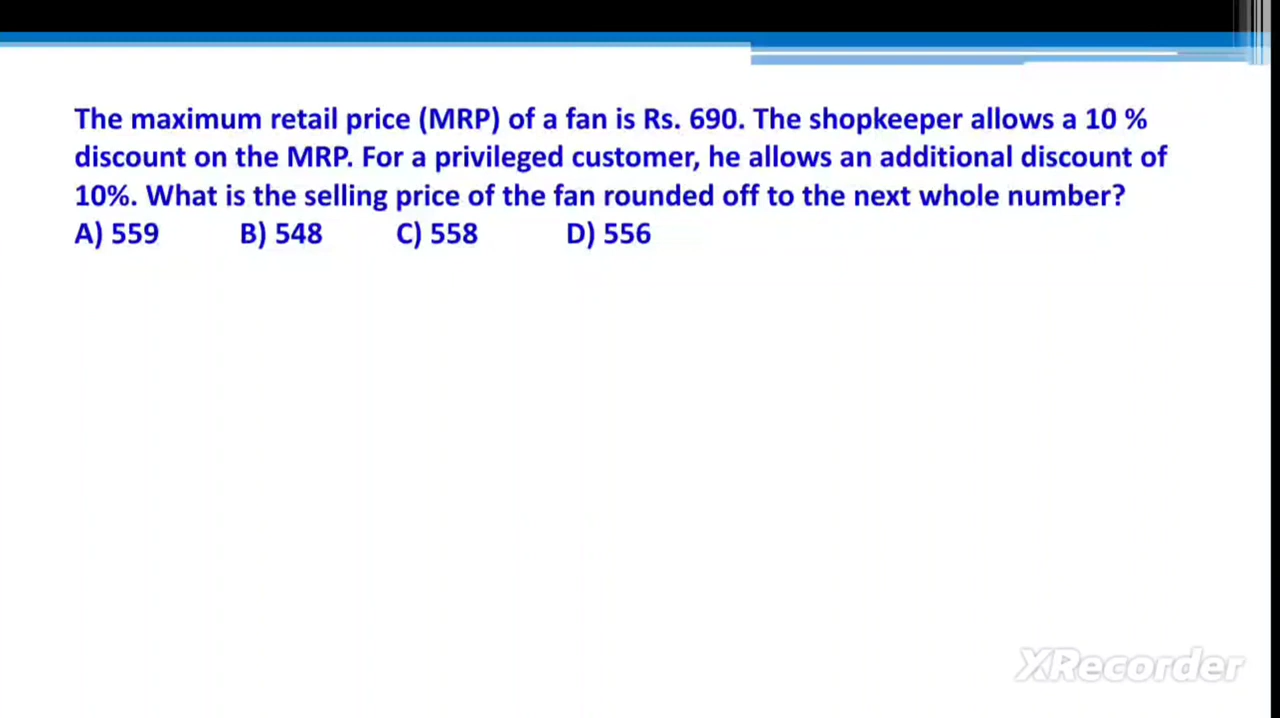 The maximum retail price (MRP) of a fan is Rs. 690. The shopkeeper allows a 10 %
discount on the MRP. For a privileged customer, he allows an additional discount of
10%. What is the selling price of the fan rounded off to the next whole number?
A) 559 B) 548 C) 558 D) 556
XRecorder